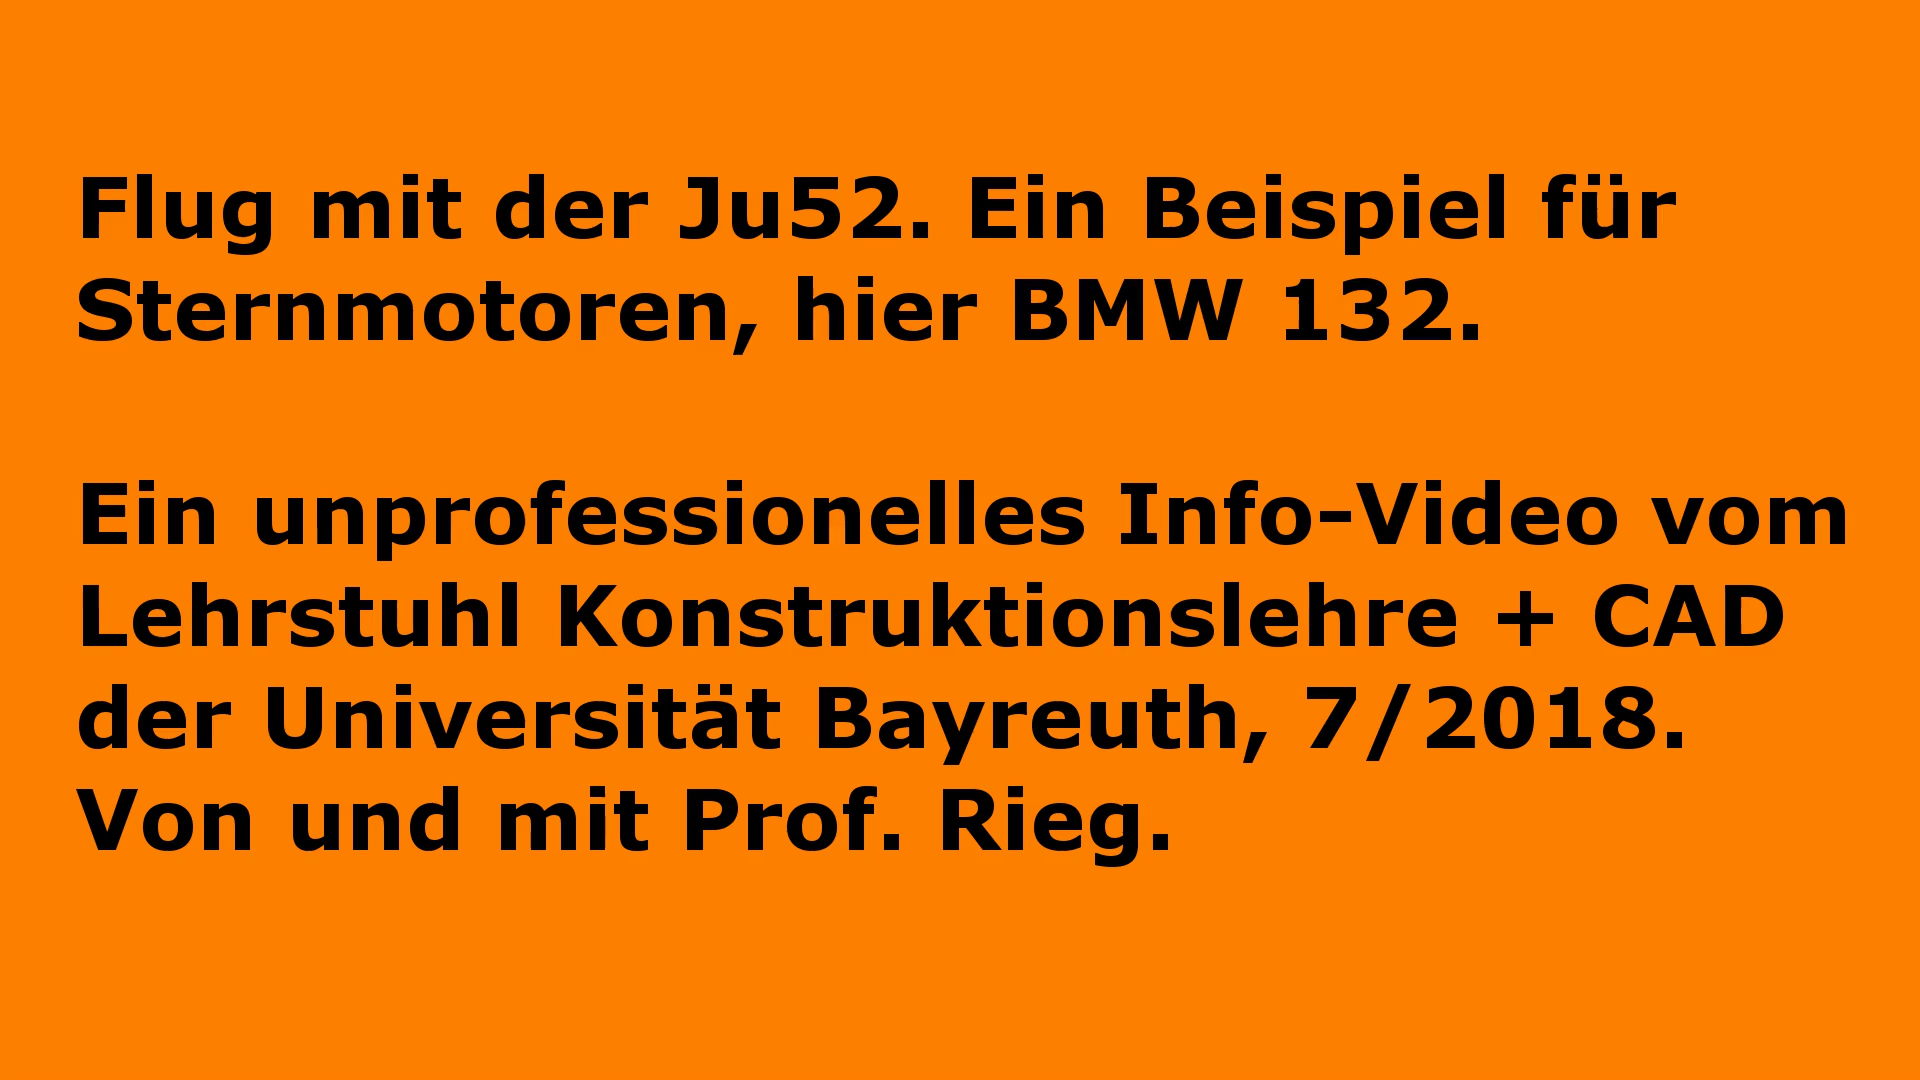 Flug mit der Ju52. Ein Beispiel für
Sternmotoren, hier BMW 132.
Ein unprofessionelles Info-Video vom
Lehrstuhl Konstruktionslehre + CAD
der Universität Bayreuth, 7/2018.
Von und mit Prof. Rieg.